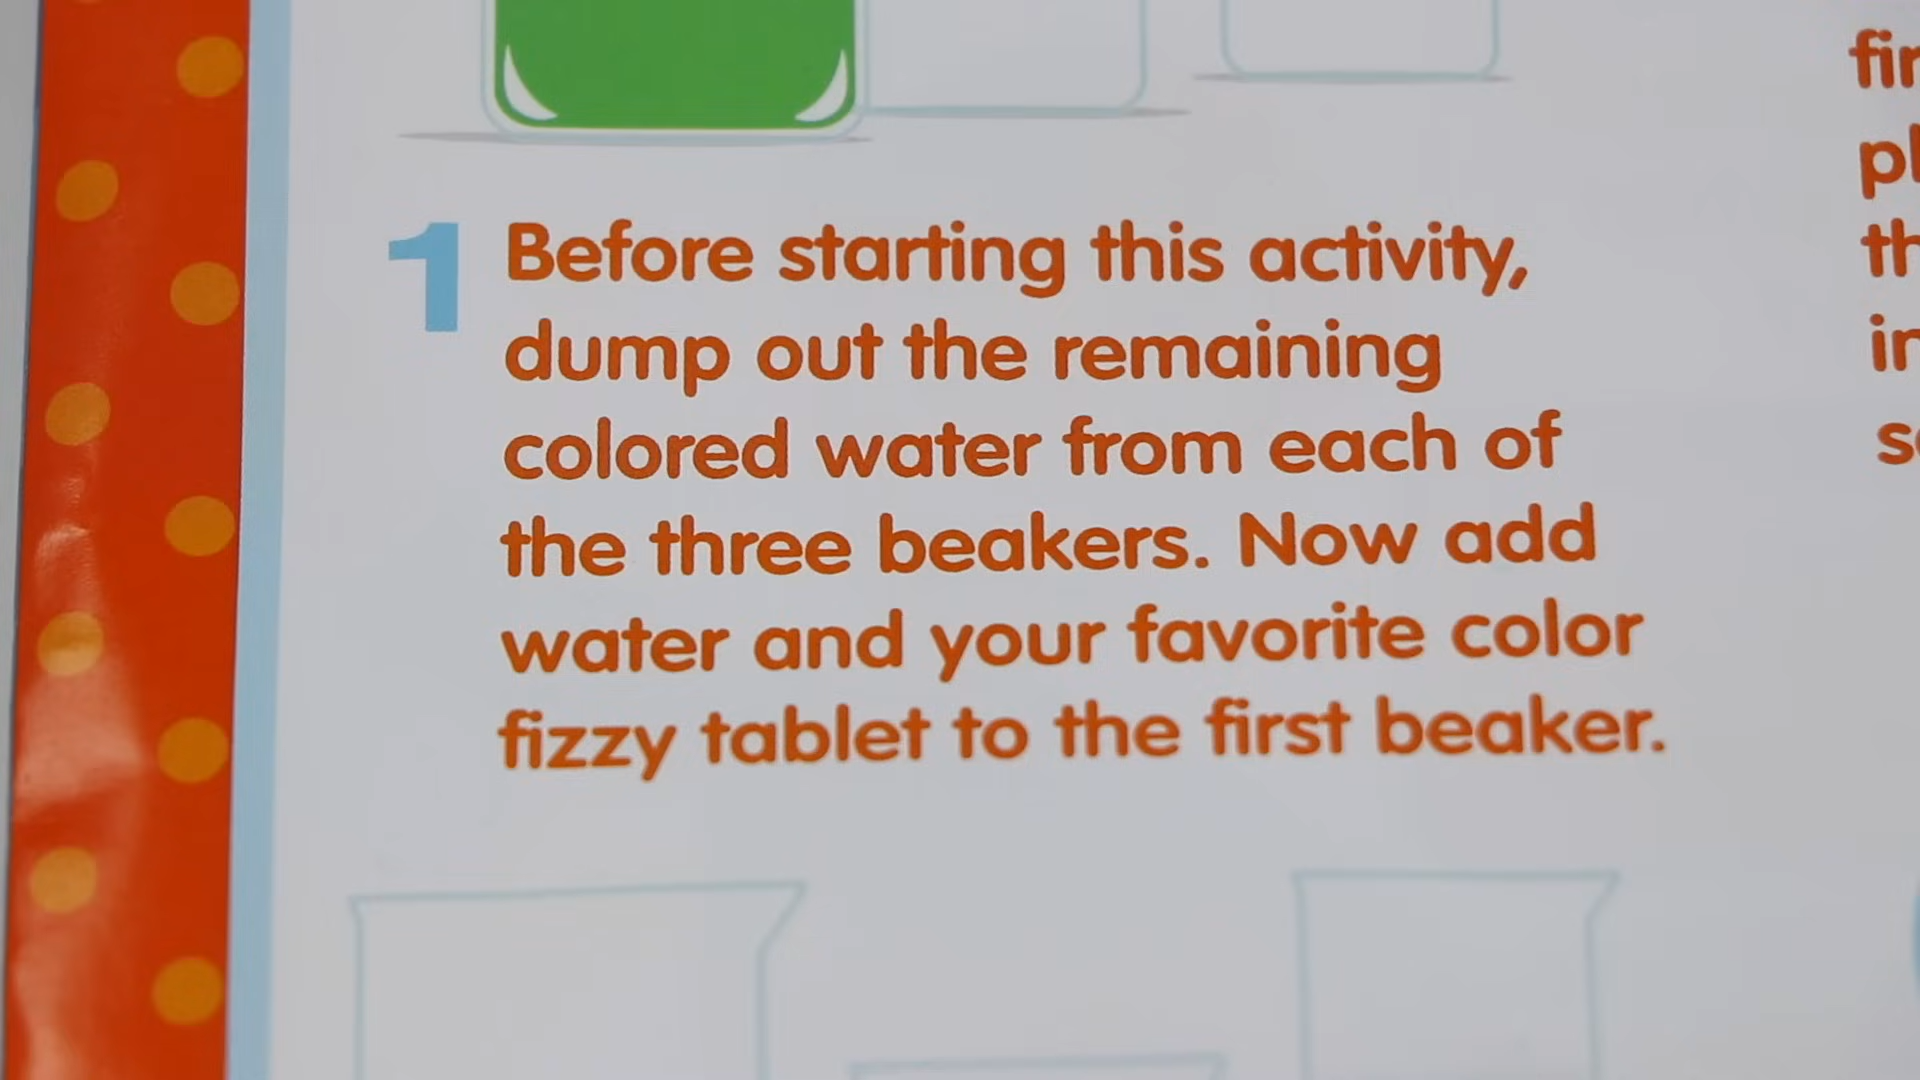 1 Before starting this activity,
dump out the remaining
colored water from each of
the three beakers. Now add
water and your favorite color
fizzy tablet to the first beaker.